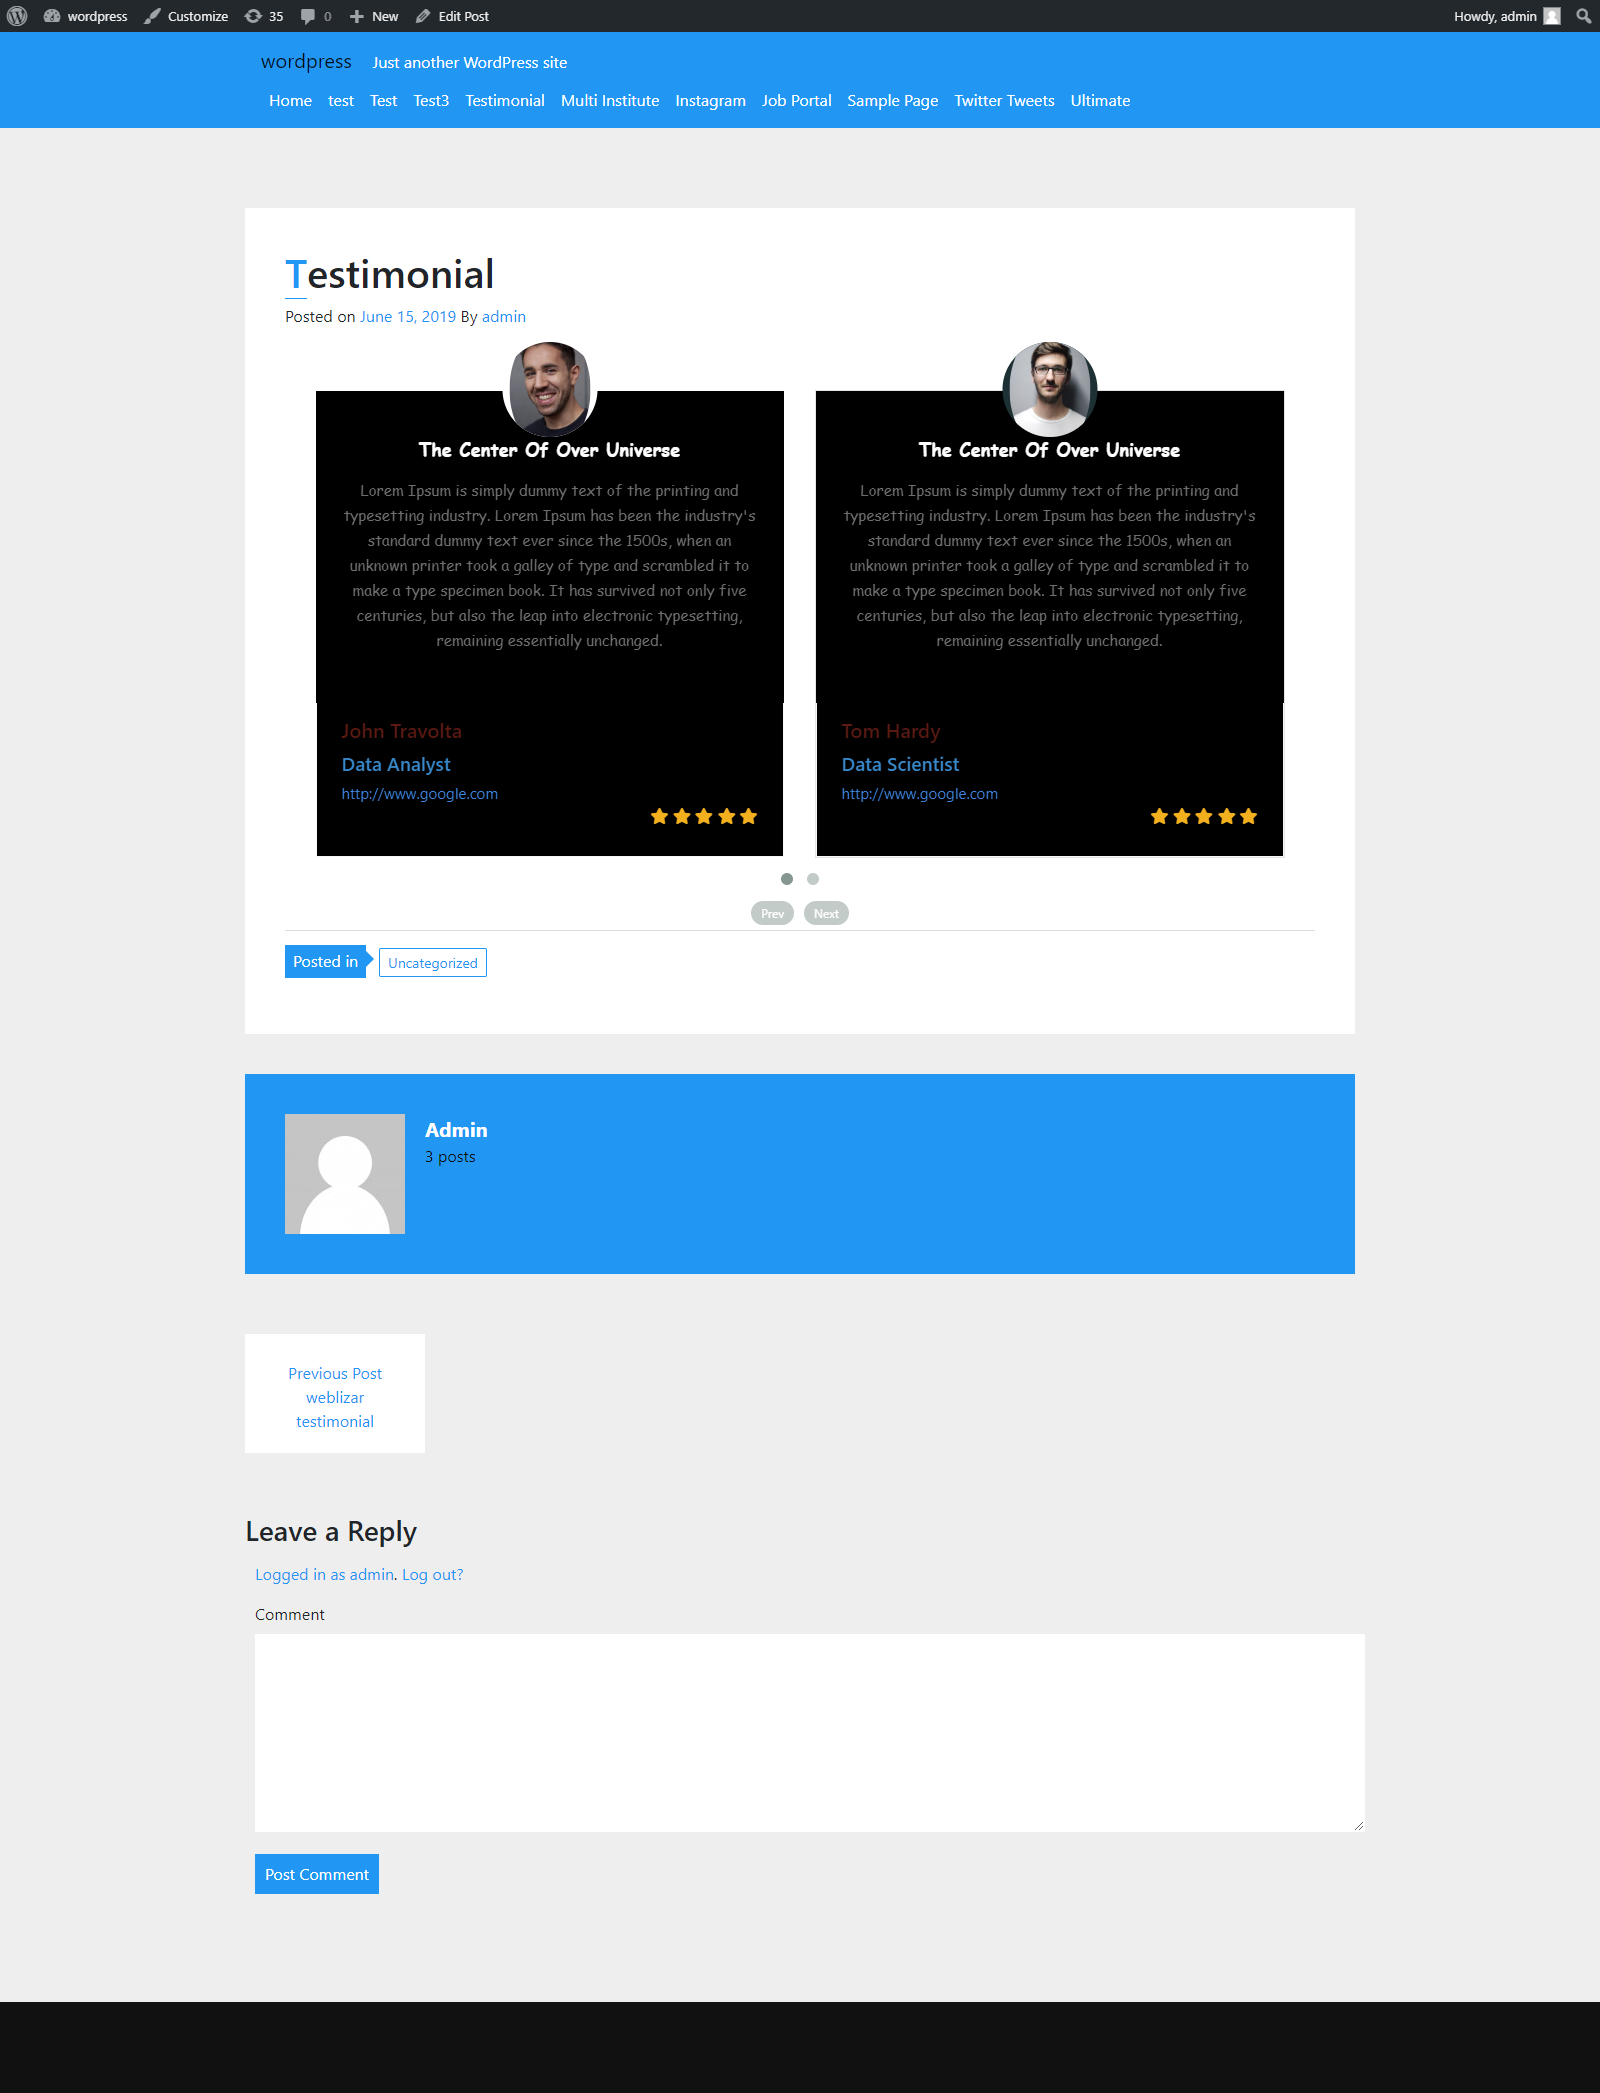 wordpress Customize 35 0 New Edit Post Howdy, admin
wordpress Just another WordPress site
Home test Test Test3 Testimonial Multi Institute Instagram Job Portal Sample Page Twitter Tweets Ultimate
Testimonial
Posted on June 15, 2019 By admin
The Center Of Over Universe
Lorem Ipsum is simply dummy text of the printing and
typesetting industry. Lorem Ipsum has been the industry's
standard dummy text ever since the 1500s, when an
unknown printer took a galley of type and scrambled it to
make a type specimen book. It has survived not only five
centuries, but also the leap into electronic typesetting,
remaining essentially unchanged.
John Travolta
Data Analyst
http://www.google.com
The Center Of Over Universe
Lorem Ipsum is simply dummy text of the printing and
typesetting industry. Lorem Ipsum has been the industry's
standard dummy text ever since the 1500s, when an
unknown printer took a galley of type and scrambled it to
make a type specimen book. It has survived not only five
centuries, but also the leap into electronic typesetting,
remaining essentially unchanged.
Tom Hardy
Data Scientist
http://www.google.com
Prev Next
Posted in Uncategorized
Admin
3 posts
Previous Post
weblizar
testimonial
Leave a Reply
Logged in as admin. Log out?
Comment
Post Comment